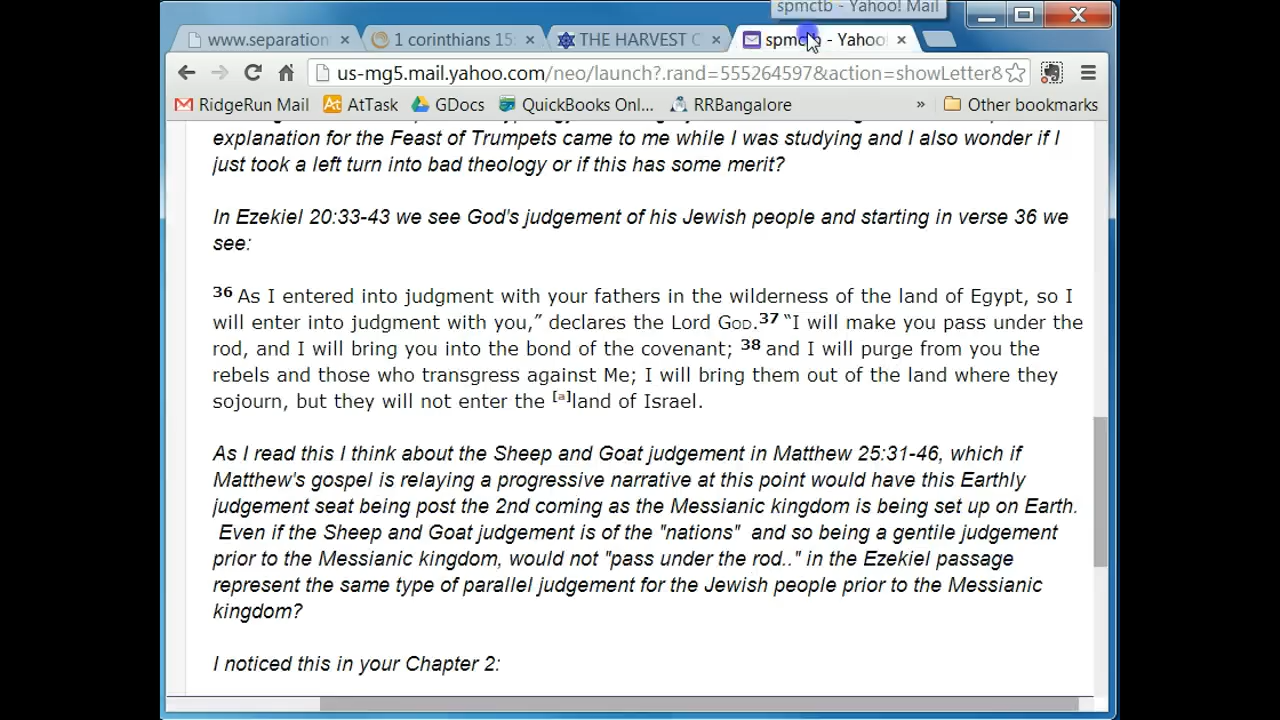 spmctb - Yahoo! Mail
www.separation
1 corinthians 15
THE HARVEST C
- Yahoo!
us-mg5.mail.yahoo.com/neo/launch?.rand=555264597&action=showLetter&
RidgeRun Mail
AtTask
GDocs
QuickBooks Onl...
RRBangalore
»
Other bookmarks
explanation for the Feast of Trumpets came to me while I was studying and I also wonder if I
just took a left turn into bad theology or if this has some merit?
In Ezekiel 20:33-43 we see God's judgement of his Jewish people and starting in verse 36 we
see:
36 As I entered into judgment with your fathers in the wilderness of the land of Egypt, so I
will enter into judgment with you,” declares the Lord GOD.37 “I will make you pass under the
rod, and I will bring you into the bond of the covenant; 38 and I will purge from you the
rebels and those who transgress against Me; I will bring them out of the land where they
sojourn, but they will not enter the [a]land of Israel.
As I read this I think about the Sheep and Goat judgement in Matthew 25:31-46, which if
Matthew's gospel is relaying a progressive narrative at this point would have this Earthly
judgement seat being post the 2nd coming as the Messianic kingdom is being set up on Earth.
Even if the Sheep and Goat judgement is of the "nations" and so being a gentile judgement
prior to the Messianic kingdom, would not "pass under the rod.." in the Ezekiel passage
represent the same type of parallel judgement for the Jewish people prior to the Messianic
kingdom?
I noticed this in your Chapter 2: